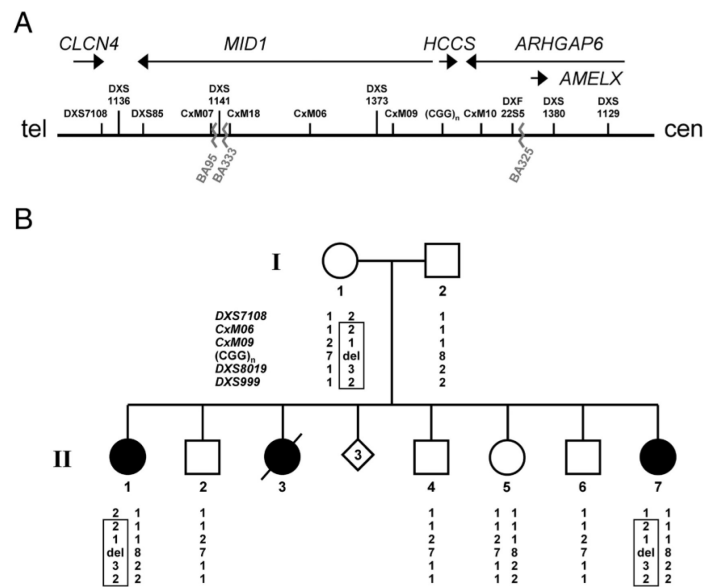 A
CLCN4 MID1 HCCS ARHGAP6
AMELX
DXS DXS DXS DXF DXS DXS
1136 1141 1373 22S5 1380 1129
DXS7108 DXS85 CxM07 CxM18 CxM06 CxM09 (CGG)n CxM10
tel cen
BA95 BA333 BA325
B
I
1 2
DXS7108 1 2 1
CxM06 1 2 1
CxM09 2 1 1
(CGG)n 7 del 8
DXS8019 1 3 2
DXS999 1 2 2
3
II
1 2 3 4 5 6 7
2 1 1 1 1 1 1 1 1
2 1 1 1 1 1 1 2 1
1 1 2 2 2 1 2 1 1
del 8 7 7 7 8 7 del 8
3 2 1 1 1 2 1 3 2
2 2 1 1 1 2 1 2 2